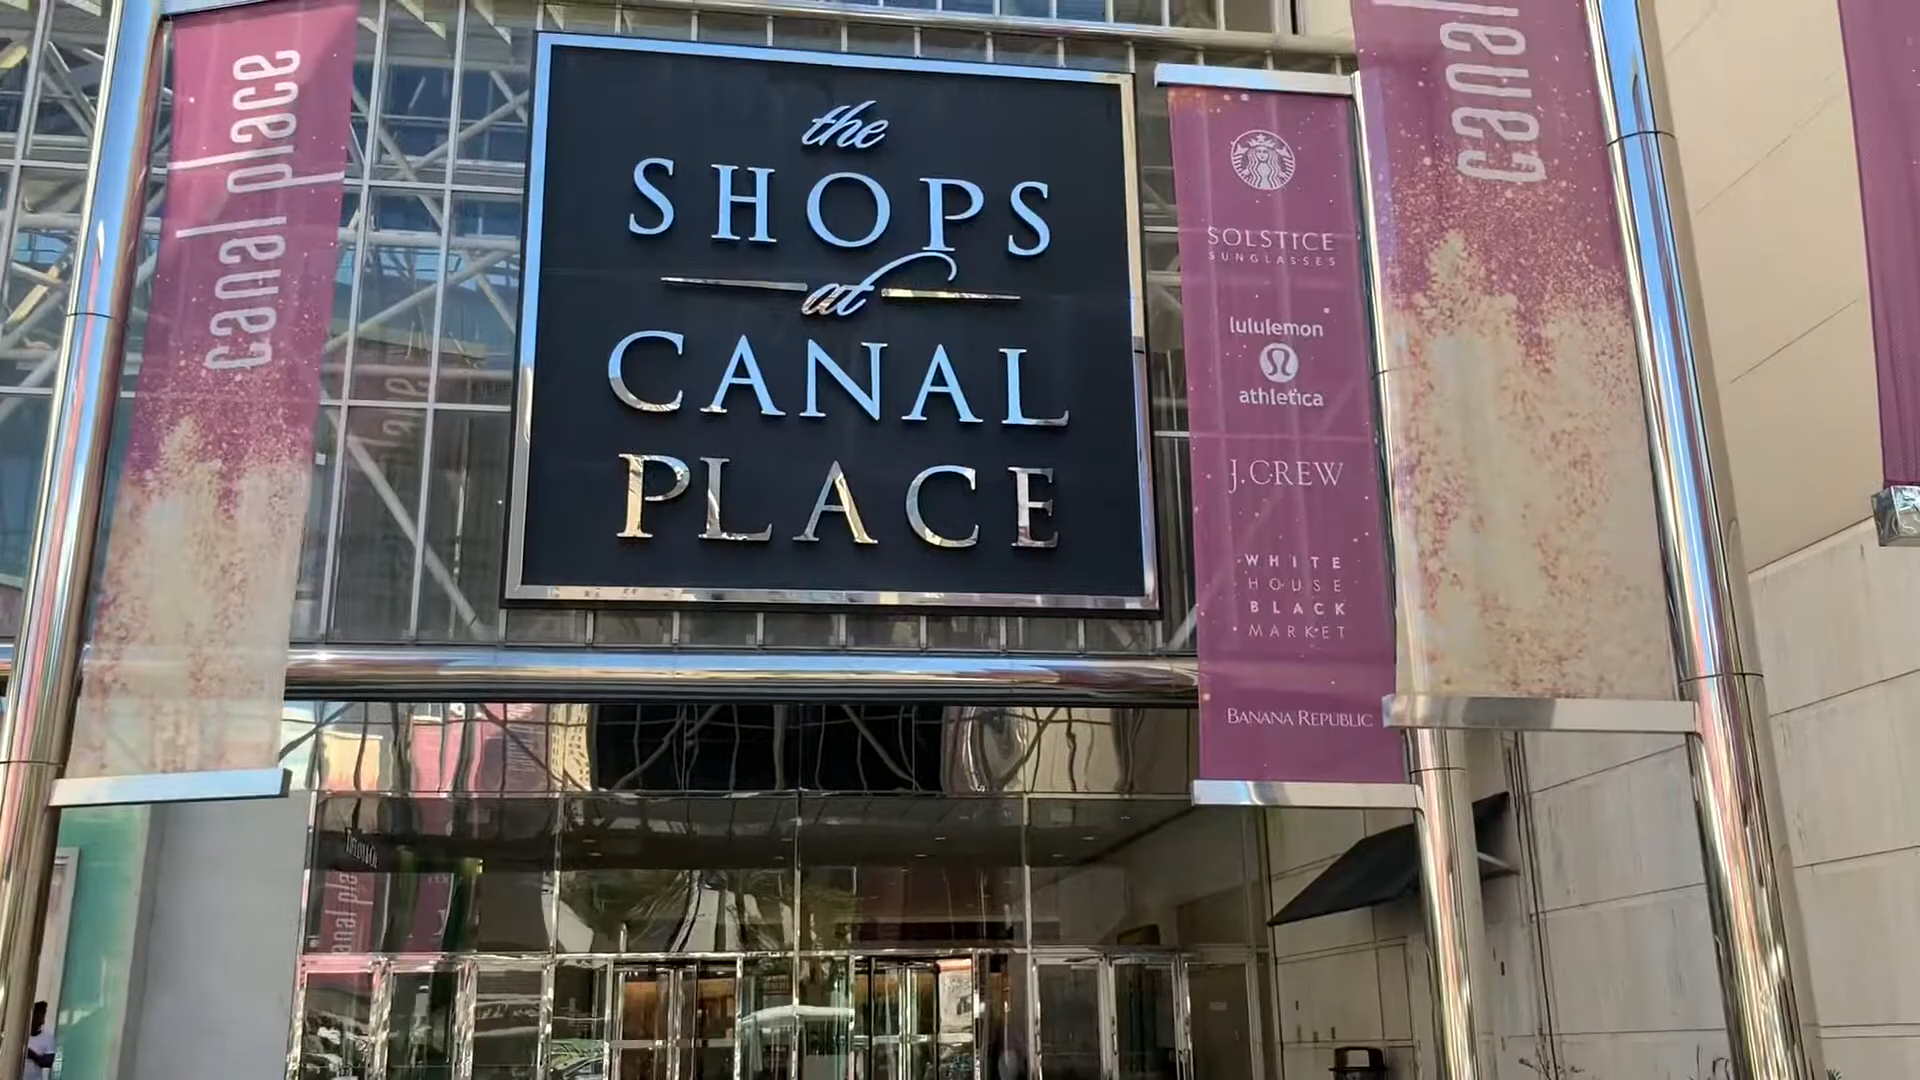 canal place
the
SHOPS
at
CANAL
PLACE
SOLSTICE
SUNGLASSES
lululemon
athletica
J.CREW
WHITE
HOUSE
BLACK
MARKET
BANANA REPUBLIC
canal